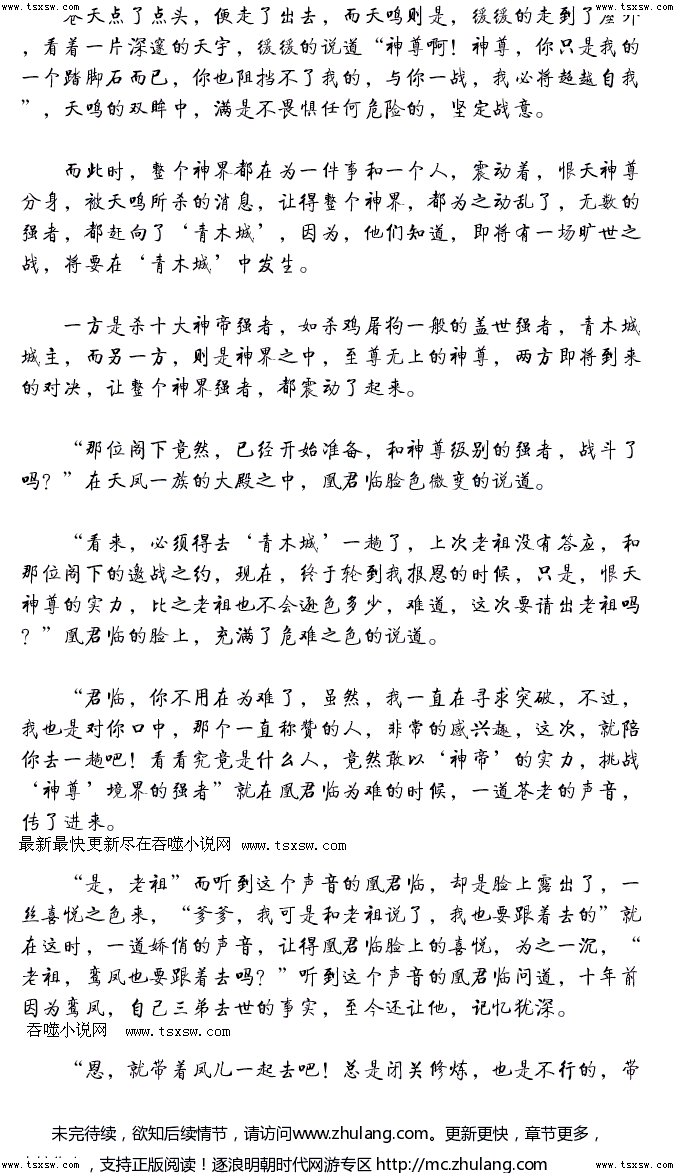 www.tsxsw.com www.tsxsw.com
苍天点了点头，便走了出去，而天鸣则是，缓缓的走到了屋外
，看着一片深邃的天宇，缓缓的说道“神尊啊！神尊，你只是我的
一个踏脚石而已，你也阻挡不了我的，与你一战，我必将超越自我
”，天鸣的双眸中，满是不畏惧任何危险的，坚定战意。
而此时，整个神界都在为一件事和一个人，震动着，恨天神尊
分身，被天鸣所杀的消息，让得整个神界，都为之动乱了，无数的
强者，都赶向了‘青木城’，因为，他们知道，即将有一场旷世之
战，将要在‘青木城’中发生。
一方是杀十大神帝强者，如杀鸡屠狗一般的盖世强者，青木城
城主，而另一方，则是神界之中，至尊无上的神尊，两方即将到来
的对决，让整个神界强者，都震动了起来。
“那位阁下竟然，已经开始准备，和神尊级别的强者，战斗了
吗？”在天凤一族的大殿之中，凰君临脸色微变的说道。
“看来，必须得去‘青木城’一趟了，上次老祖没有答应，和
那位阁下的邀战之约，现在，终于轮到我报恩的时候，只是，恨天
神尊的实力，比之老祖也不会逊色多少，难道，这次要请出老祖吗
？”凰君临的脸上，充满了危难之色的说道。
“君临，你不用在为难了，虽然，我一直在寻求突破，不过，
我也是对你口中，那个一直称赞的人，非常的感兴趣，这次，就陪
你去一趟吧！看看究竟是什么人，竟然敢以‘神帝’的实力，挑战
‘神尊’境界的强者”就在凰君临为难的时候，一道苍老的声音，
传了进来。
最新最快更新尽在吞噬小说网 www.tsxsw.com
“是，老祖”而听到这个声音的凰君临，却是脸上露出了，一
丝喜悦之色来，“爹爹，我可是和老祖说了，我也要跟着去的”就
在这时，一道娇俏的声音，让得凰君临脸上的喜悦，为之一沉，“
老祖，鸾凤也要跟着去吗？”听到这个声音的凰君临问道，十年前
因为鸾凤，自己三弟去世的事实，至今还让他，记忆犹深。
吞噬小说网 www.tsxsw.com
“恩，就带着凤儿一起去吧！总是闭关修炼，也是不行的，带
未完待续，欲知后续情节，请访问www.zhulang.com。更新更快，章节更多，
，支持正版阅读！逐浪明朝时代网游专区 http://mc.zhulang.com
www.tsxsw.com www.tsxsw.com